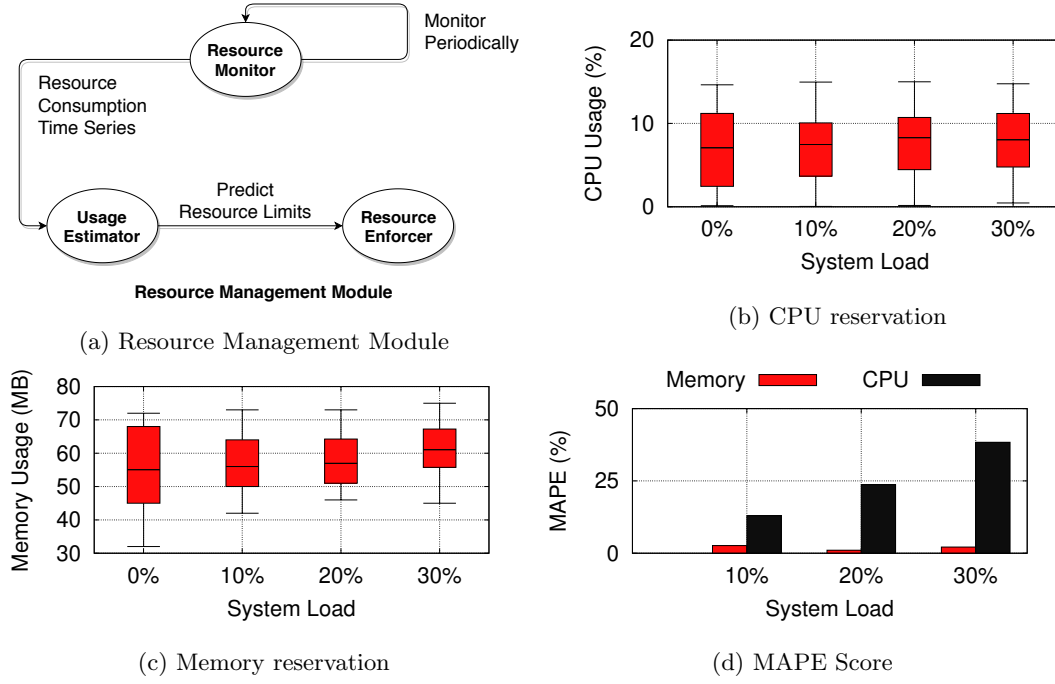 Monitor
Periodically
Resource
Monitor
Resource
Consumption
Time Series
Predict
Resource Limits
Usage
Estimator
Resource
Enforcer
Resource Management Module
(a) Resource Management Module
CPU Usage (%)
20
10
0
0% 10% 20% 30%
System Load
(b) CPU reservation
Memory Usage (MB)
80
70
60
50
40
30
0% 10% 20% 30%
System Load
(c) Memory reservation
Memory CPU
MAPE (%)
50
25
0
10% 20% 30%
System Load
(d) MAPE Score